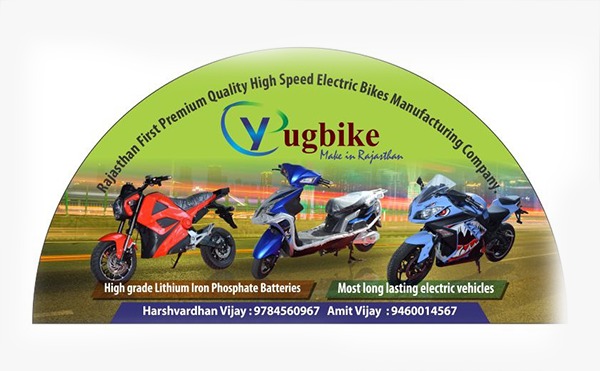 Rajasthan First Premium Quality High Speed Electric Bikes Manufacturing Company
Yugbike
Make in Rajasthan
High grade Lithium Iron Phosphate Batteries
Most long lasting electric vehicles
Harshvardhan Vijay : 9784560967 Amit Vijay : 9460014567